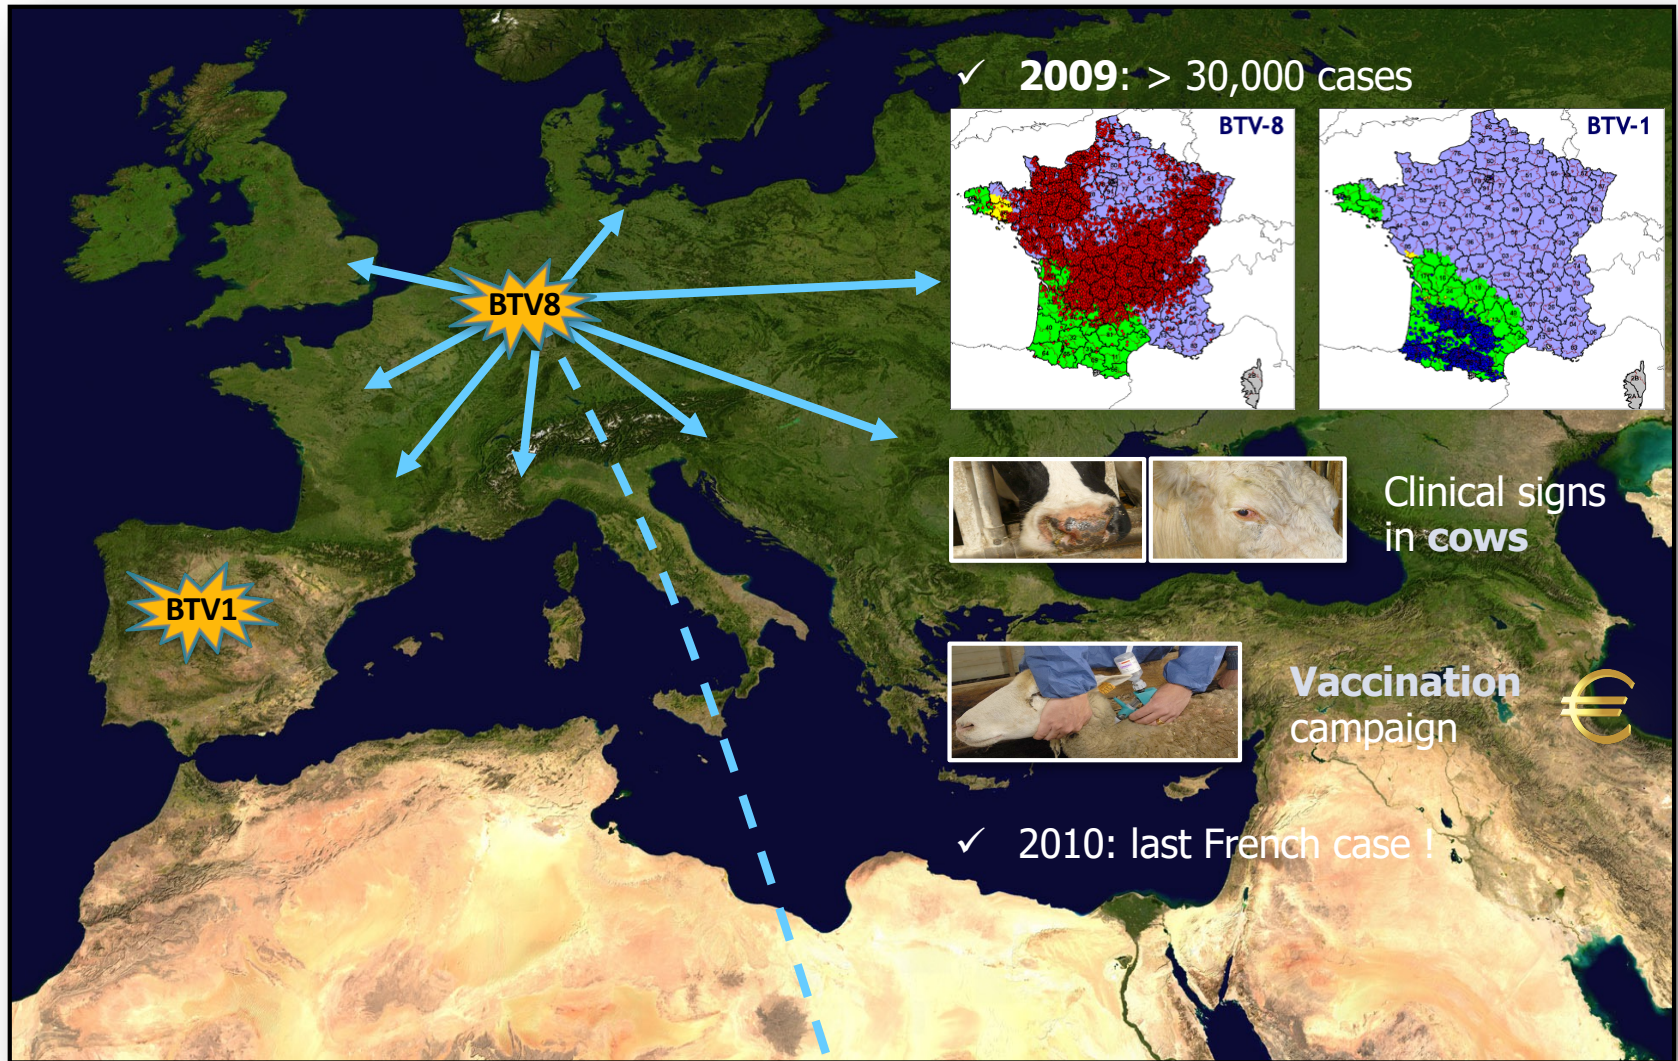 ✓ 2009: > 30,000 cases
BTV-8
BTV-1
BTV8
Clinical signs
in cows
BTV1
Vaccination
campaign
€
✓ 2010: last French case !